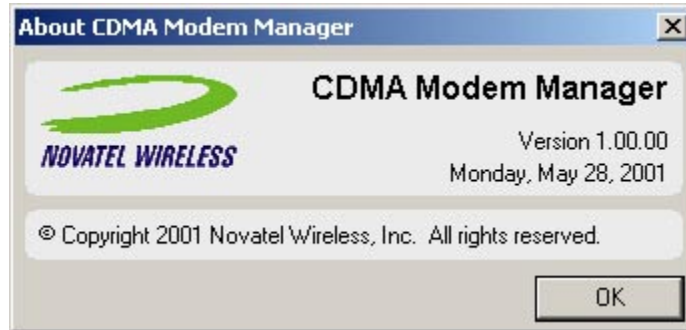 About CDMA Modem Manager
CDMA Modem Manager
NOVATEL WIRELESS
Version 1.00.00
Monday, May 28, 2001
© Copyright 2001 Novatel Wireless, Inc. All rights reserved.
OK